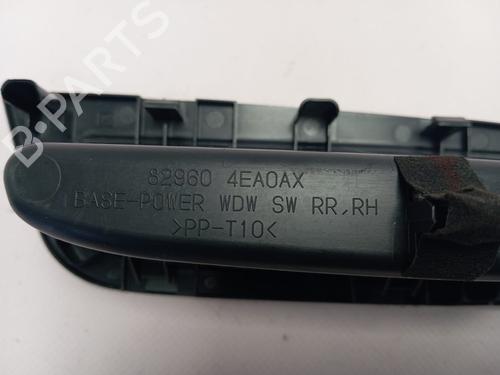 82960 4EA0AX
BASE-POWER WDW SW RR,RH
>PP-T10<
B-PARTS